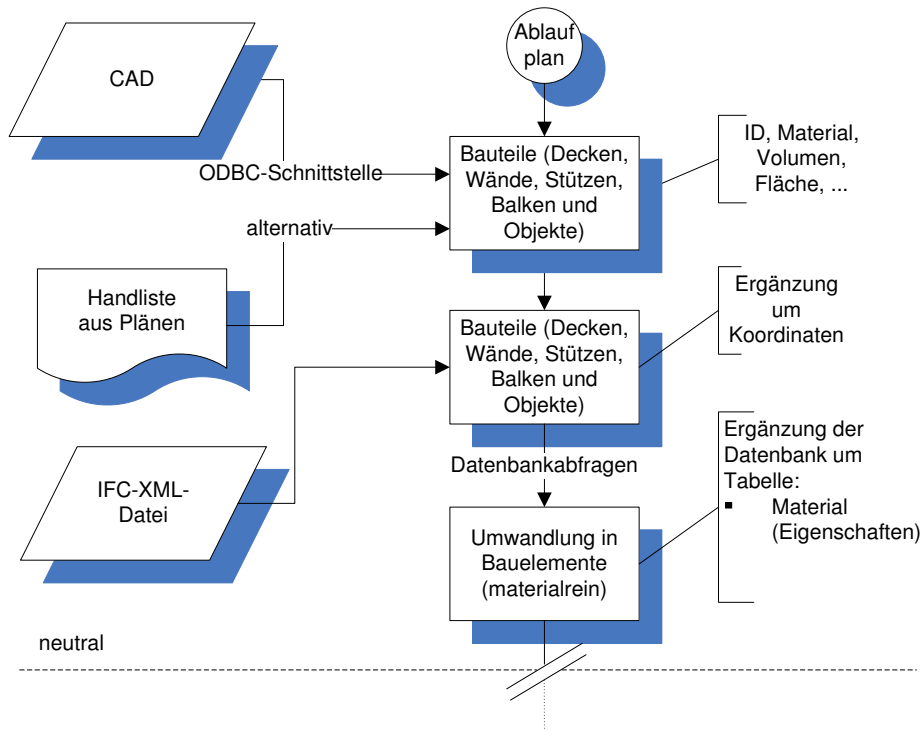 Ablauf
plan
CAD
ODBC-Schnittstelle
Bauteile (Decken,
Wände, Stützen,
Balken und
Objekte)
ID, Material,
Volumen,
Fläche, ...
alternativ
Handliste
aus Plänen
Bauteile (Decken,
Wände, Stützen,
Balken und
Objekte)
Ergänzung
um
Koordinaten
Datenbankabfragen
IFC-XML-
Datei
Umwandlung in
Bauelemente
(materialrein)
Ergänzung der
Datenbank um
Tabelle:
▪ Material
(Eigenschaften)
neutral